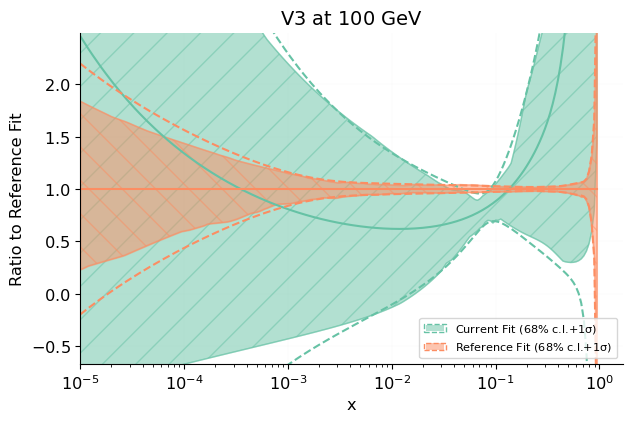 V3 at 100 GeV
Ratio to Reference Fit
2.0
1.5
1.0
0.5
0.0
−0.5
10⁻⁵
10⁻⁴
10⁻³
10⁻²
10⁻¹
10⁰
x
Current Fit (68% c.l.+1σ)
Reference Fit (68% c.l.+1σ)